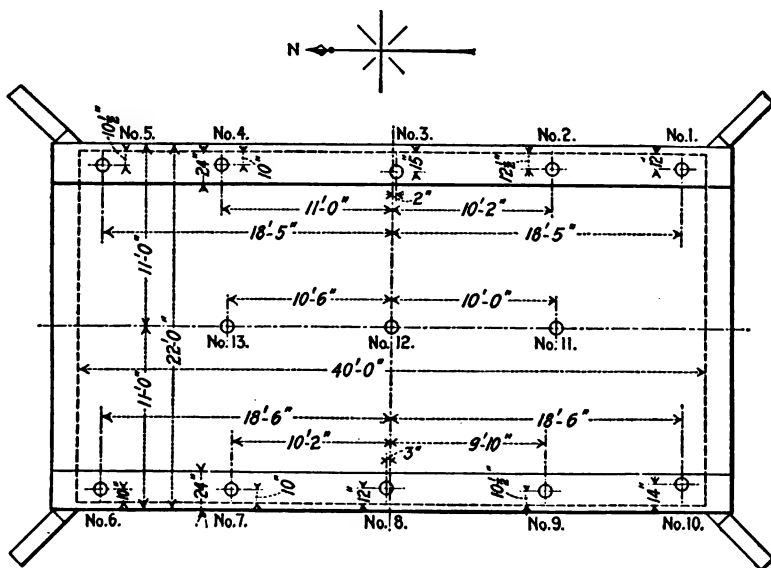 N
No.5. No.4. No.3. No.2. No.1.
10½" 24" 10" 15" 12½" 12"
2"
11'-0" 10'-2"
18'-5" 18'-5"
11'-0"
10'-6" 10'-0"
No.13. No.12. No.11.
22'-0"
40'-0"
11'-0"
18'-6" 18'-6"
10'-2" 9'-10"
3"
24" 10" 12" 10½" 14"
No.6. No.7. No.8. No.9. No.10.